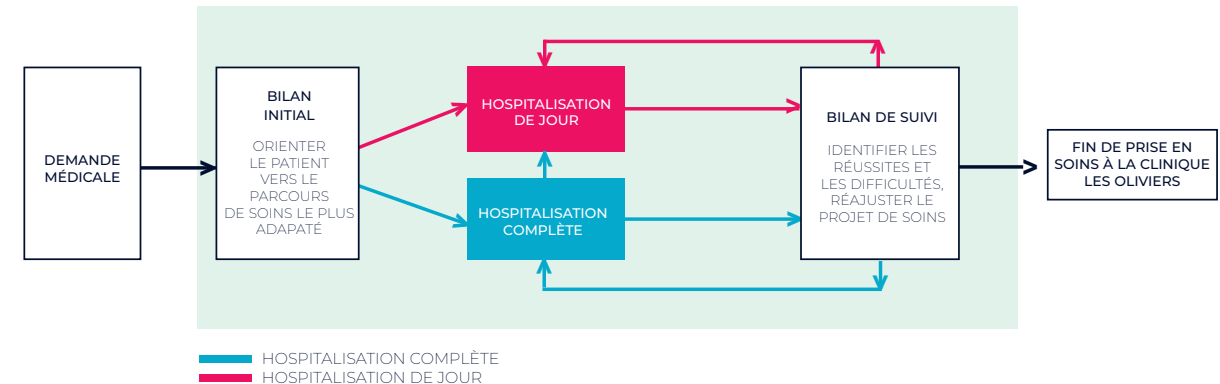 DEMANDE
MÉDICALE
BILAN
INITIAL
ORIENTER
LE PATIENT
VERS LE
PARCOURS
DE SOINS LE PLUS
ADAPATÉ
HOSPITALISATION
DE JOUR
HOSPITALISATION
COMPLÈTE
BILAN DE SUIVI
IDENTIFIER LES
RÉUSSITES ET
LES DIFFICULTÉS,
RÉAJUSTER LE
PROJET DE SOINS
FIN DE PRISE EN
SOINS À LA CLINIQUE
LES OLIVIERS
HOSPITALISATION COMPLÈTE
HOSPITALISATION DE JOUR